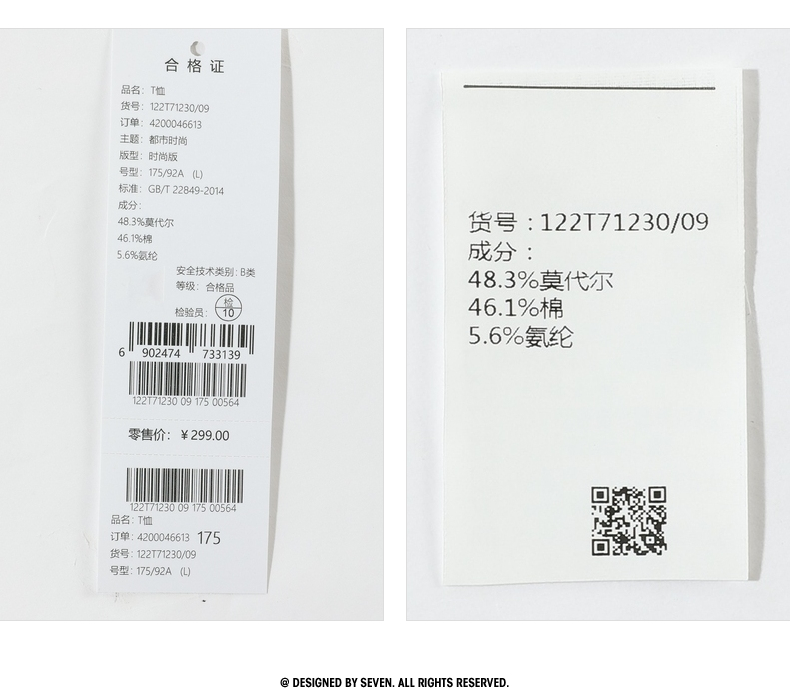 合格证
品名：T恤
货号：122T71230/09
订单：4200046613
主题：都市时尚
版型：时尚版
号型：175/92A （L）
标准：GB/T 22849-2014
成分：
48.3%莫代尔
46.1%棉
5.6%氨纶
安全技术类别：B类
等级：合格品
检验员：检 10
6 902474 733139
122T71230 09 175 00564
零售价：￥299.00
122T71230 09 175 00564
品名：T恤
订单：4200046613 175
货号：122T71230/09
号型：175/92A （L）
货号：122T71230/09
成分：
48.3%莫代尔
46.1%棉
5.6%氨纶
@ DESIGNED BY SEVEN. ALL RIGHTS RESERVED.